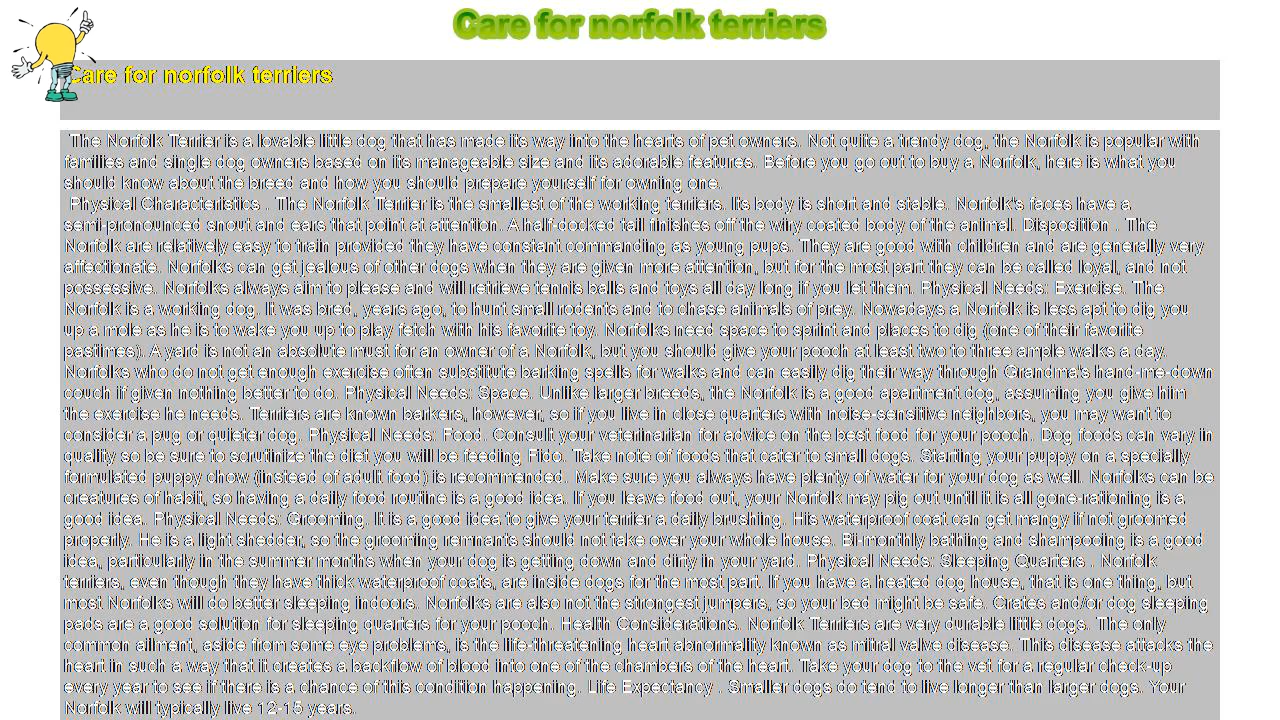 Care for norfolk terriers
Care for norfolk terriers
The Norfolk Terrier is a lovable little dog that has made its way into the hearts of pet owners. Not quite a trendy dog, the Norfolk is popular with
families and single dog owners based on its manageable size and its adorable features. Before you go out to buy a Norfolk, here is what you
should know about the breed and how you should prepare yourself for owning one.
Physical Characteristics . The Norfolk Terrier is the smallest of the working terriers. Its body is short and stable. Norfolk's faces have a
semi-pronounced snout and ears that point at attention. A half-docked tail finishes off the wiry coated body of the animal. Disposition . The
Norfolk are relatively easy to train provided they have constant commanding as young pups. They are good with children and are generally very
affectionate. Norfolks can get jealous of other dogs when they are given more attention, but for the most part they can be called loyal, and not
possessive. Norfolks always aim to please and will retrieve tennis balls and toys all day long if you let them. Physical Needs: Exercise. The
Norfolk is a working dog. It was bred, years ago, to hunt small rodents and to chase animals of prey. Nowadays a Norfolk is less apt to dig you
up a mole as he is to wake you up to play fetch with his favorite toy. Norfolks need space to sprint and places to dig (one of their favorite
pastimes). A yard is not an absolute must for an owner of a Norfolk, but you should give your pooch at least two to three ample walks a day.
Norfolks who do not get enough exercise often substitute barking spells for walks and can easily dig their way through Grandma's hand-me-down
couch if given nothing better to do. Physical Needs: Space. Unlike larger breeds, the Norfolk is a good apartment dog, assuming you give him
the exercise he needs. Terriers are known barkers, however, so if you live in close quarters with noise-sensitive neighbors, you may want to
consider a pug or quieter dog. Physical Needs: Food. Consult your veterinarian for advice on the best food for your pooch. Dog foods can vary in
quality so be sure to scrutinize the diet you will be feeding Fido. Take note of foods that cater to small dogs. Starting your puppy on a specially
formulated puppy chow (instead of adult food) is recommended. Make sure you always have plenty of water for your dog as well. Norfolks can be
creatures of habit, so having a daily food routine is a good idea. If you leave food out, your Norfolk may pig out until it is all gone-rationing is a
good idea. Physical Needs: Grooming. It is a good idea to give your terrier a daily brushing. His waterproof coat can get mangy if not groomed
properly. He is a light shedder, so the grooming remnants should not take over your whole house. Bi-monthly bathing and shampooing is a good
idea, particularly in the summer months when your dog is getting down and dirty in your yard. Physical Needs: Sleeping Quarters . Norfolk
terriers, even though they have thick waterproof coats, are inside dogs for the most part. If you have a heated dog house, that is one thing, but
most Norfolks will do better sleeping indoors. Norfolks are also not the strongest jumpers, so your bed might be safe. Crates and/or dog sleeping
pads are a good solution for sleeping quarters for your pooch. Health Considerations. Norfolk Terriers are very durable little dogs. The only
common ailment, aside from some eye problems, is the life-threatening heart abnormality known as mitral valve disease. This disease attacks the
heart in such a way that it creates a backflow of blood into one of the chambers of the heart. Take your dog to the vet for a regular check-up
every year to see if there is a chance of this condition happening. Life Expectancy . Smaller dogs do tend to live longer than larger dogs. Your
Norfolk will typically live 12-15 years.